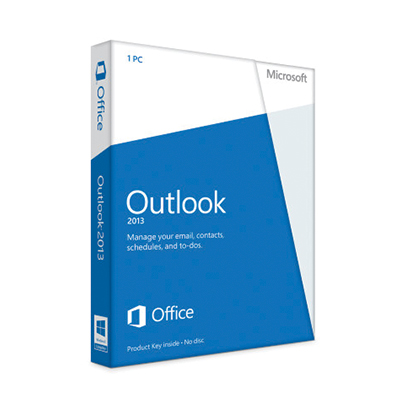 1 PC
Microsoft
Office
Outlook 2013
Outlook
2013
Manage your email, contacts,
schedules, and to-dos.
Office
Product Key inside • No disc